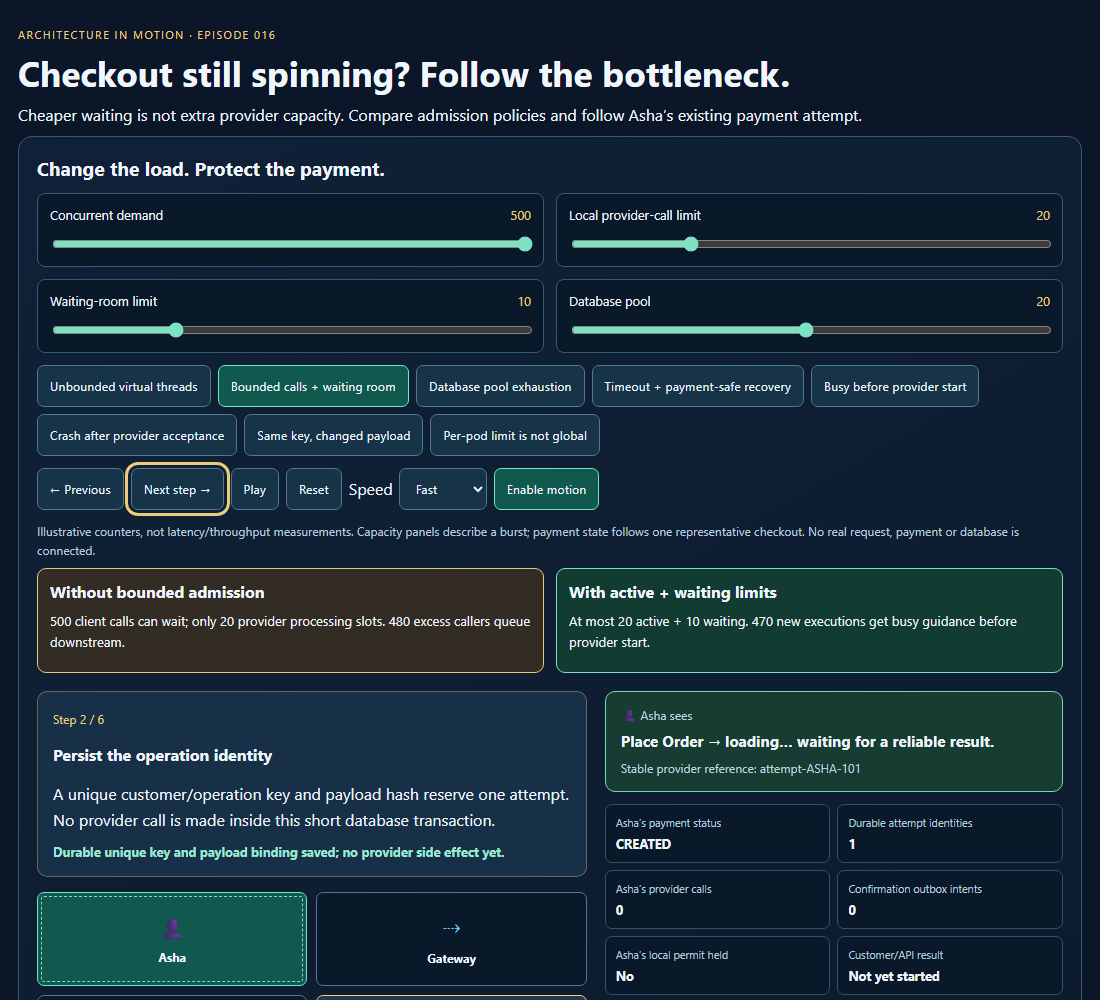 ARCHITECTURE IN MOTION · EPISODE 016
Checkout still spinning? Follow the bottleneck.
Cheaper waiting is not extra provider capacity. Compare admission policies and follow Asha's existing payment attempt.
Change the load. Protect the payment.
Concurrent demand 500
Local provider-call limit 20
Waiting-room limit 10
Database pool 20
Unbounded virtual threads
Bounded calls + waiting room
Database pool exhaustion
Timeout + payment-safe recovery
Busy before provider start
Crash after provider acceptance
Same key, changed payload
Per-pod limit is not global
← Previous
Next step →
Play
Reset
Speed
Fast
Enable motion
Illustrative counters, not latency/throughput measurements. Capacity panels describe a burst; payment state follows one representative checkout. No real request, payment or database is
connected.
Without bounded admission
500 client calls can wait; only 20 provider processing slots. 480 excess callers queue
downstream.
With active + waiting limits
At most 20 active + 10 waiting. 470 new executions get busy guidance before
provider start.
Step 2 / 6
Persist the operation identity
A unique customer/operation key and payload hash reserve one attempt.
No provider call is made inside this short database transaction.
Durable unique key and payload binding saved; no provider side effect yet.
Asha
Gateway
Asha sees
Place Order → loading... waiting for a reliable result.
Stable provider reference: attempt-ASHA-101
Asha's payment status
CREATED
Durable attempt identities
1
Asha's provider calls
0
Confirmation outbox intents
0
Asha's local permit held
No
Customer/API result
Not yet started